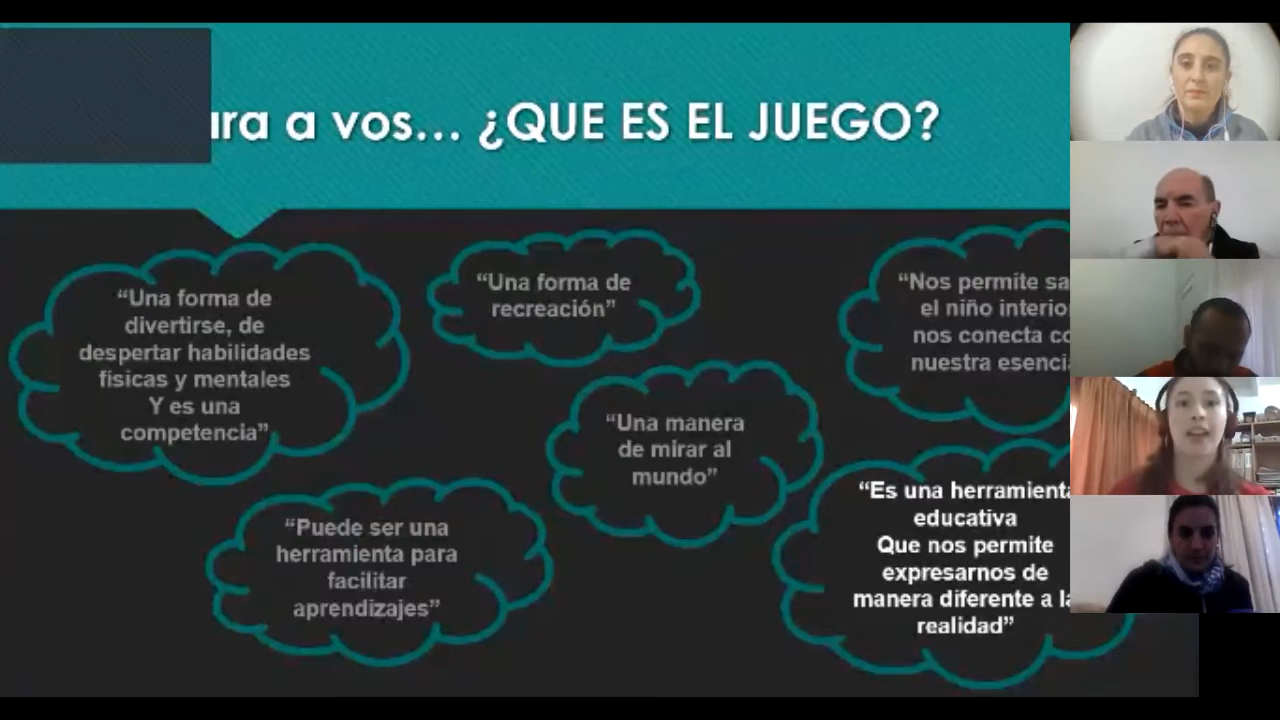 ara a vos... ¿QUE ES EL JUEGO?
“Una forma de
divertirse, de
despertar habilidades
físicas y mentales
Y es una
competencia”
“Una forma de
recreación”
“Nos permite sa
el niño interio
nos conecta co
nuestra esenci
“Una manera
de mirar al
mundo”
“Puede ser una
herramienta para
facilitar
aprendizajes”
“Es una herramienta
educativa
Que nos permite
expresarnos de
manera diferente a la
realidad”